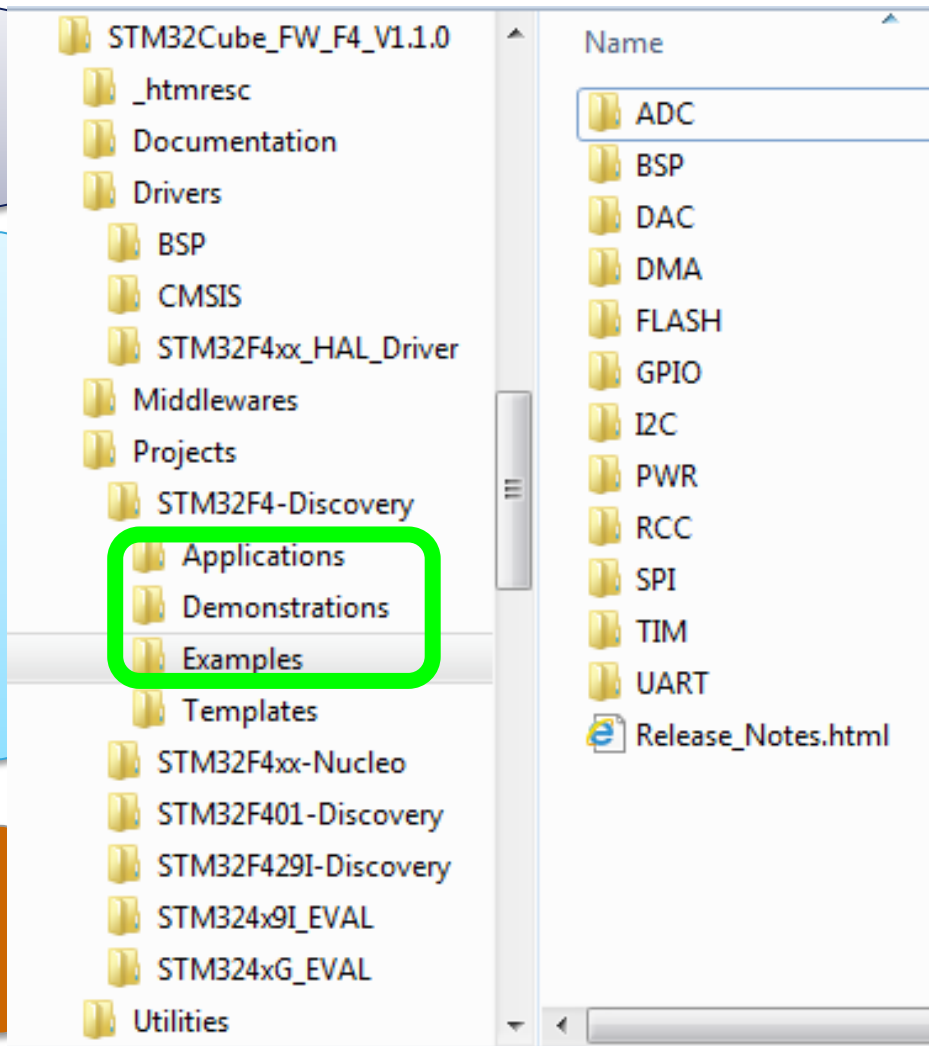 STM32Cube_FW_F4_V1.1.0
_htmresc
Documentation
Drivers
BSP
CMSIS
STM32F4xx_HAL_Driver
Middlewares
Projects
STM32F4-Discovery
Applications
Demonstrations
Examples
Templates
STM32F4xx-Nucleo
STM32F401-Discovery
STM32F429I-Discovery
STM324x9I_EVAL
STM324xG_EVAL
Utilities
Name
ADC
BSP
DAC
DMA
FLASH
GPIO
I2C
PWR
RCC
SPI
TIM
UART
Release_Notes.html